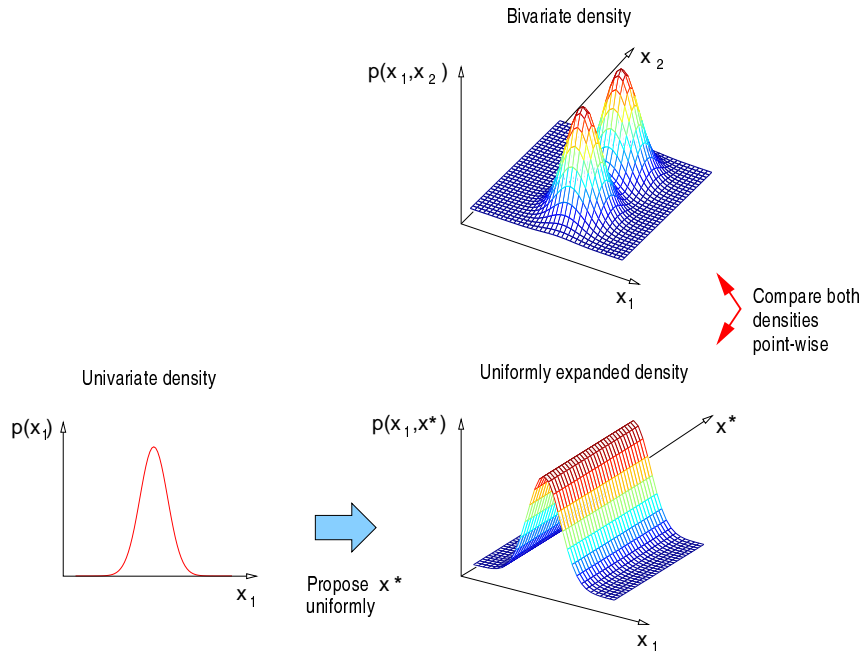 Bivariate density
p(x₁,x₂)
x₂
x₁
Compare both
densities
point-wise
Univariate density
p(x₁)
x₁
Propose x*
uniformly
Uniformly expanded density
p(x₁,x*)
x*
x₁